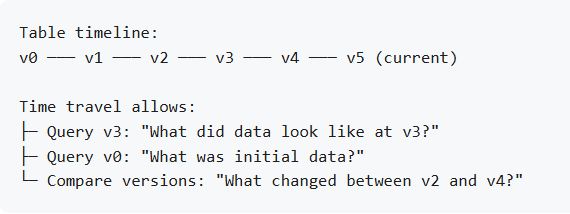 Table timeline:
v0 ─── v1 ─── v2 ─── v3 ─── v4 ─── v5 (current)
Time travel allows:
├─ Query v3: "What did data look like at v3?"
├─ Query v0: "What was initial data?"
└─ Compare versions: "What changed between v2 and v4?"